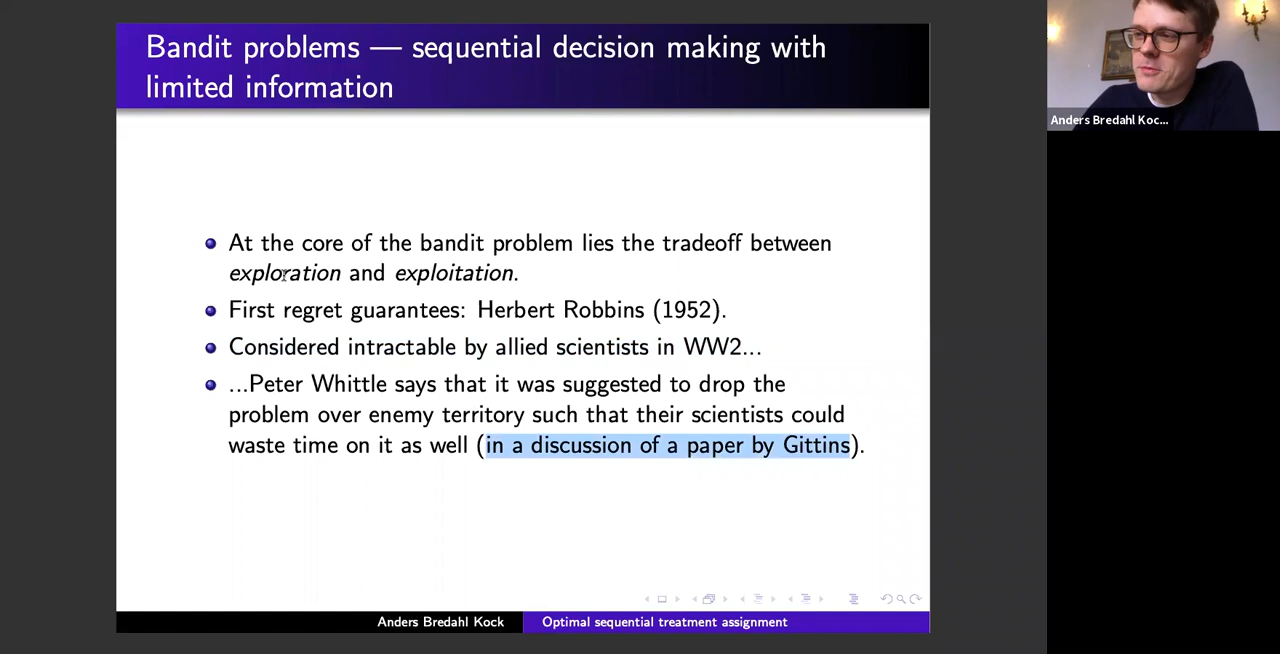 Bandit problems — sequential decision making with
limited information
Anders Bredahl Koc...
At the core of the bandit problem lies the tradeoff between
exploration and exploitation.
First regret guarantees: Herbert Robbins (1952).
Considered intractable by allied scientists in WW2...
...Peter Whittle says that it was suggested to drop the
problem over enemy territory such that their scientists could
waste time on it as well (in a discussion of a paper by Gittins).
Anders Bredahl Kock
Optimal sequential treatment assignment